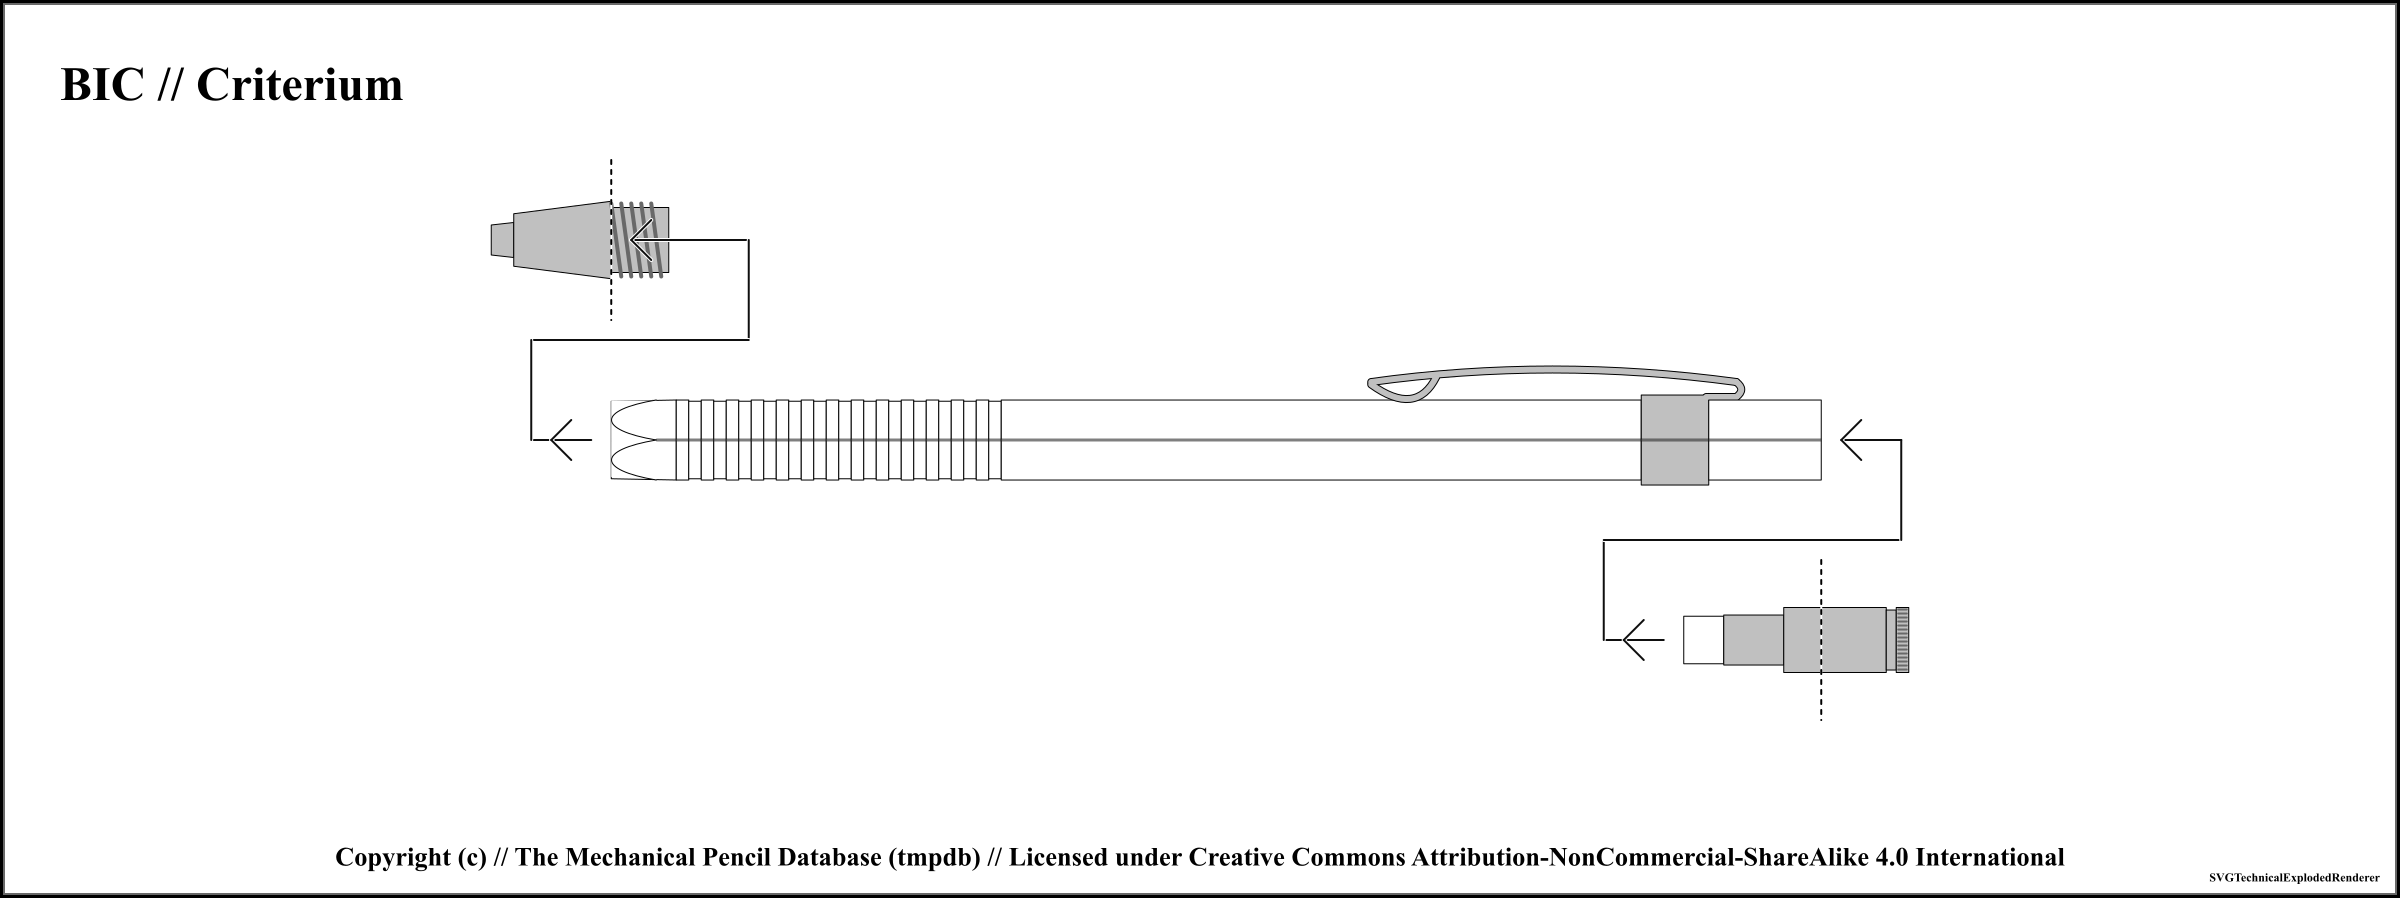 BIC // Criterium
Copyright (c) // The Mechanical Pencil Database (tmpdb) // Licensed under Creative Commons Attribution-NonCommercial-ShareAlike 4.0 International
SVGTechnicalExplodedRenderer